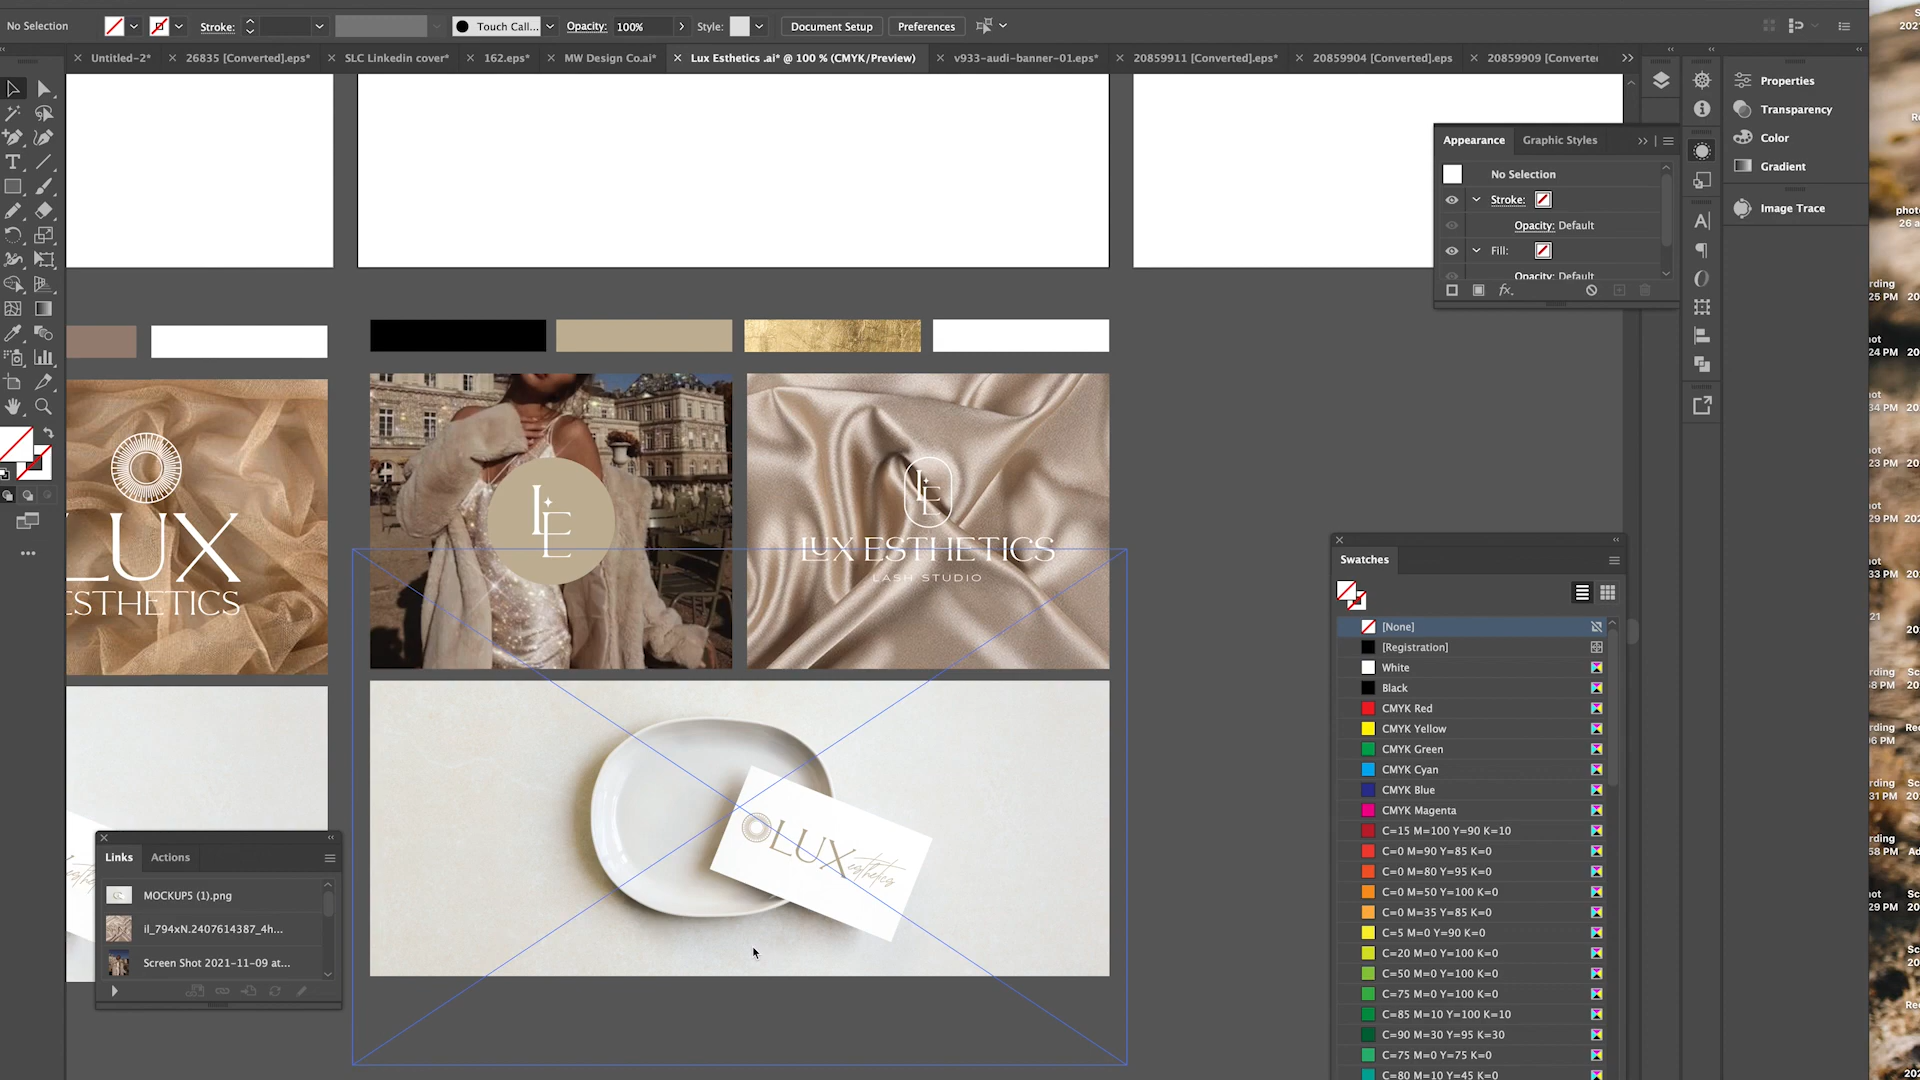 No Selection
Stroke:
Touch Call...
Opacity: 100%
Style:
Document Setup
Preferences
Untitled-2*
26835 [Converted].eps*
SLC Linkedin cover*
162.eps*
MW Design Co.ai*
Lux Esthetics .ai* @ 100 % (CMYK/Preview)
v933-audi-banner-01.eps*
20859911 [Converted].eps*
20859904 [Converted].eps
20859909 [Converte
Properties
Transparency
Color
Gradient
Image Trace
Appearance
Graphic Styles
No Selection
Stroke:
Opacity: Default
Fill:
Opacity: Default
LUX
ESTHETICS
LE
LE
LUX ESTHETICS
LASH STUDIO
LUX esthetics
Links
Actions
MOCKUP5 (1).png
il_794xN.2407614387_4h...
Screen Shot 2021-11-09 at...
Swatches
[None]
[Registration]
White
Black
CMYK Red
CMYK Yellow
CMYK Green
CMYK Cyan
CMYK Blue
CMYK Magenta
C=15 M=100 Y=90 K=10
C=0 M=90 Y=85 K=0
C=0 M=80 Y=95 K=0
C=0 M=50 Y=100 K=0
C=0 M=35 Y=85 K=0
C=5 M=0 Y=90 K=0
C=20 M=0 Y=100 K=0
C=50 M=0 Y=100 K=0
C=75 M=0 Y=100 K=0
C=85 M=10 Y=100 K=10
C=90 M=30 Y=95 K=30
C=75 M=0 Y=75 K=0
C=80 M=10 Y=45 K=0